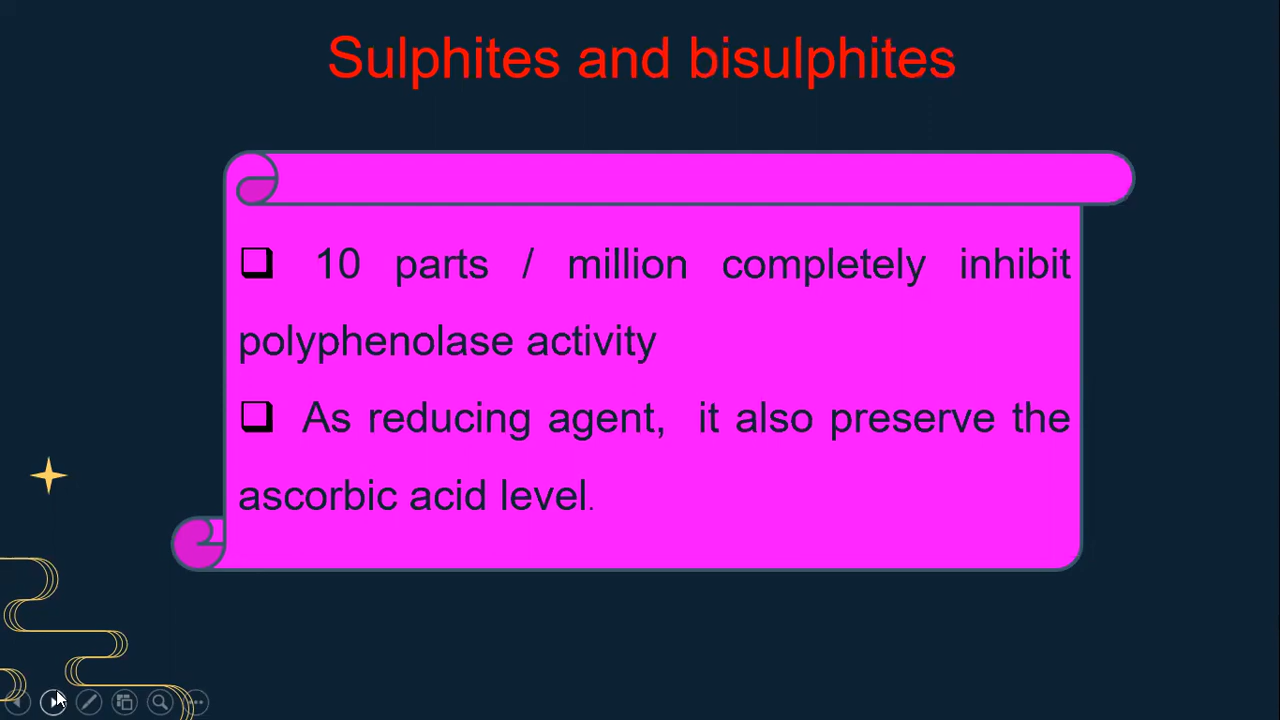 Sulphites and bisulphites
❑ 10 parts / million completely inhibit
polyphenolase activity
❑ As reducing agent, it also preserve the
ascorbic acid level.